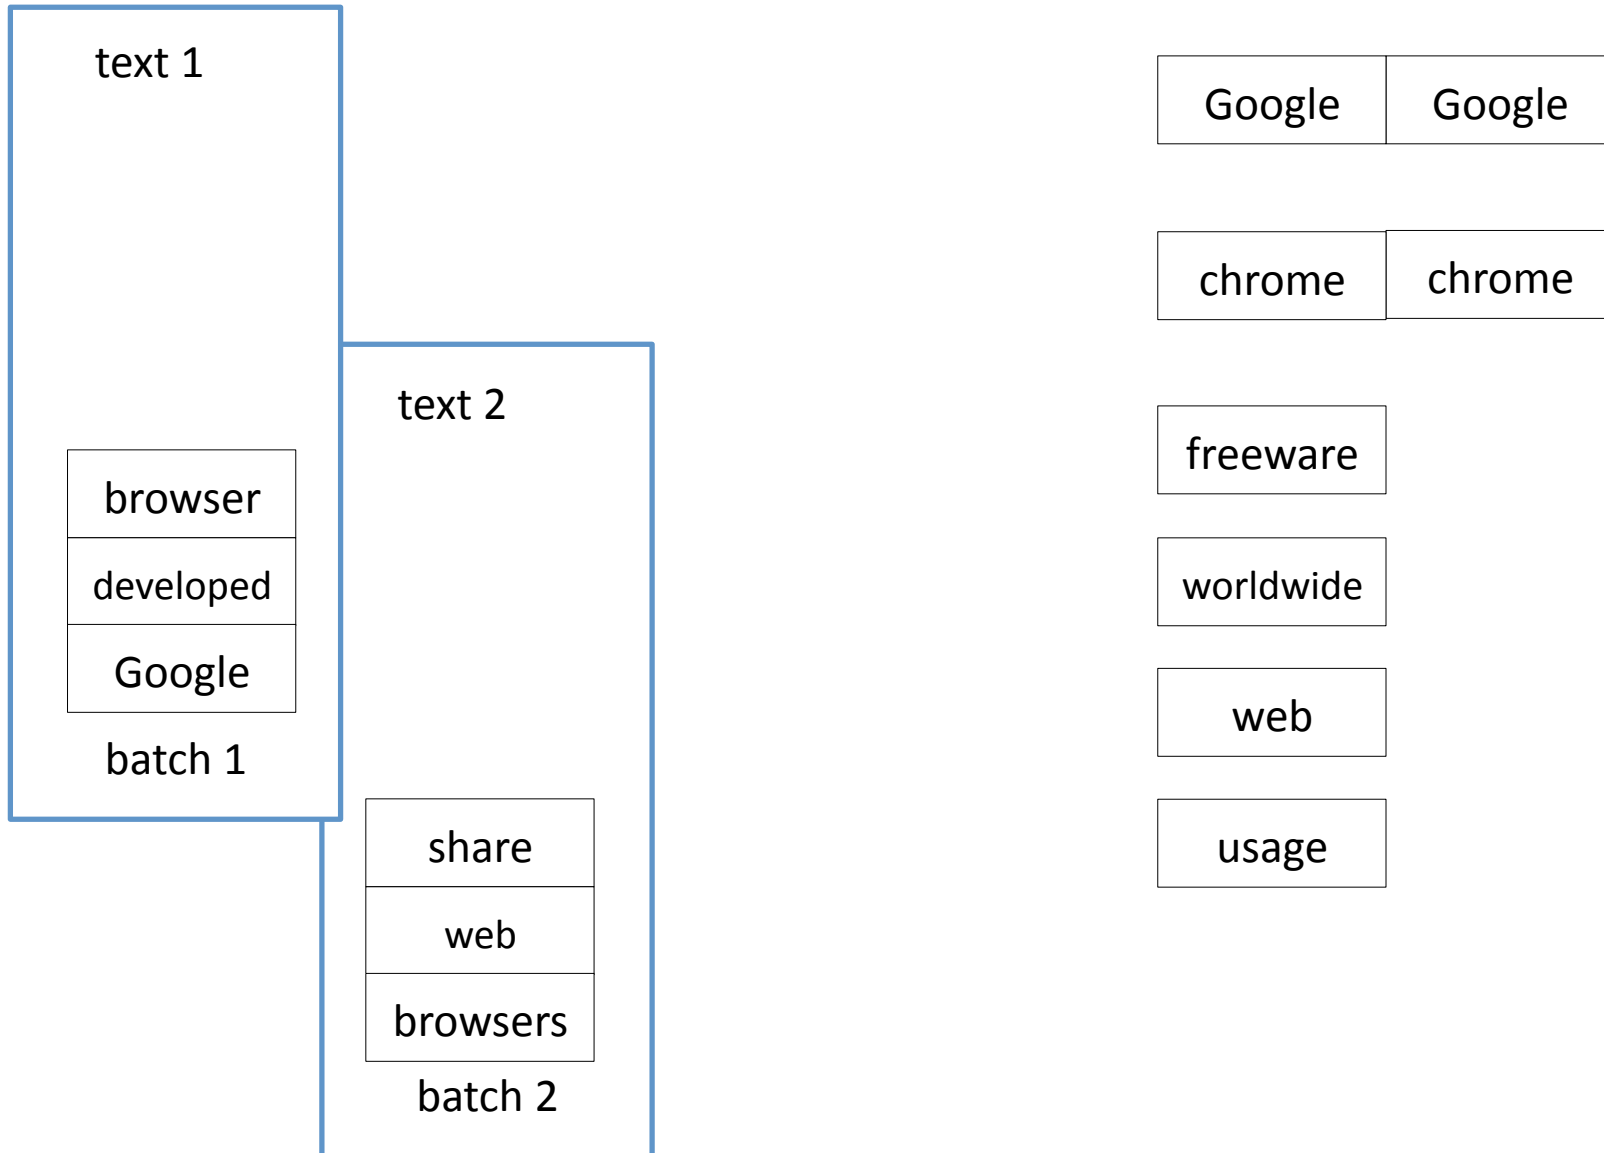 text 1
browser
developed
Google
batch 1
text 2
share
web
browsers
batch 2
Google Google
chrome chrome
freeware
worldwide
web
usage